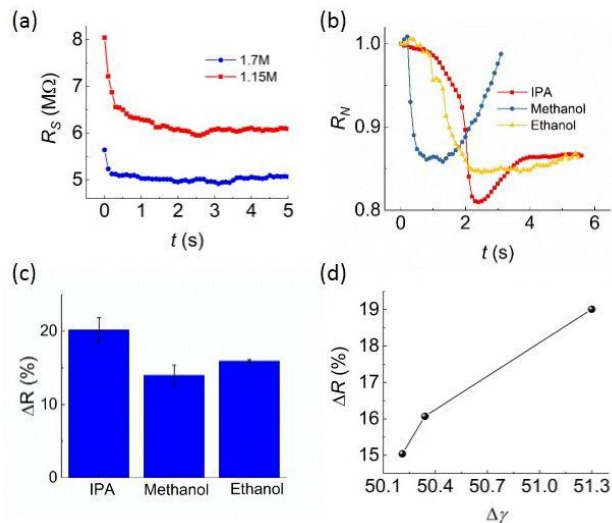 (a)
8
7
6
5
R_S (MΩ)
1.7M
1.15M
0 1 2 3 4 5
t (s)
(b)
1.0
0.9
0.8
R_N
IPA
Methanol
Ethanol
0 2 4 6
t (s)
(c)
20
10
0
ΔR (%)
IPA Methanol Ethanol
(d)
19
18
17
16
15
ΔR (%)
50.1 50.4 50.7 51.0 51.3
Δγ